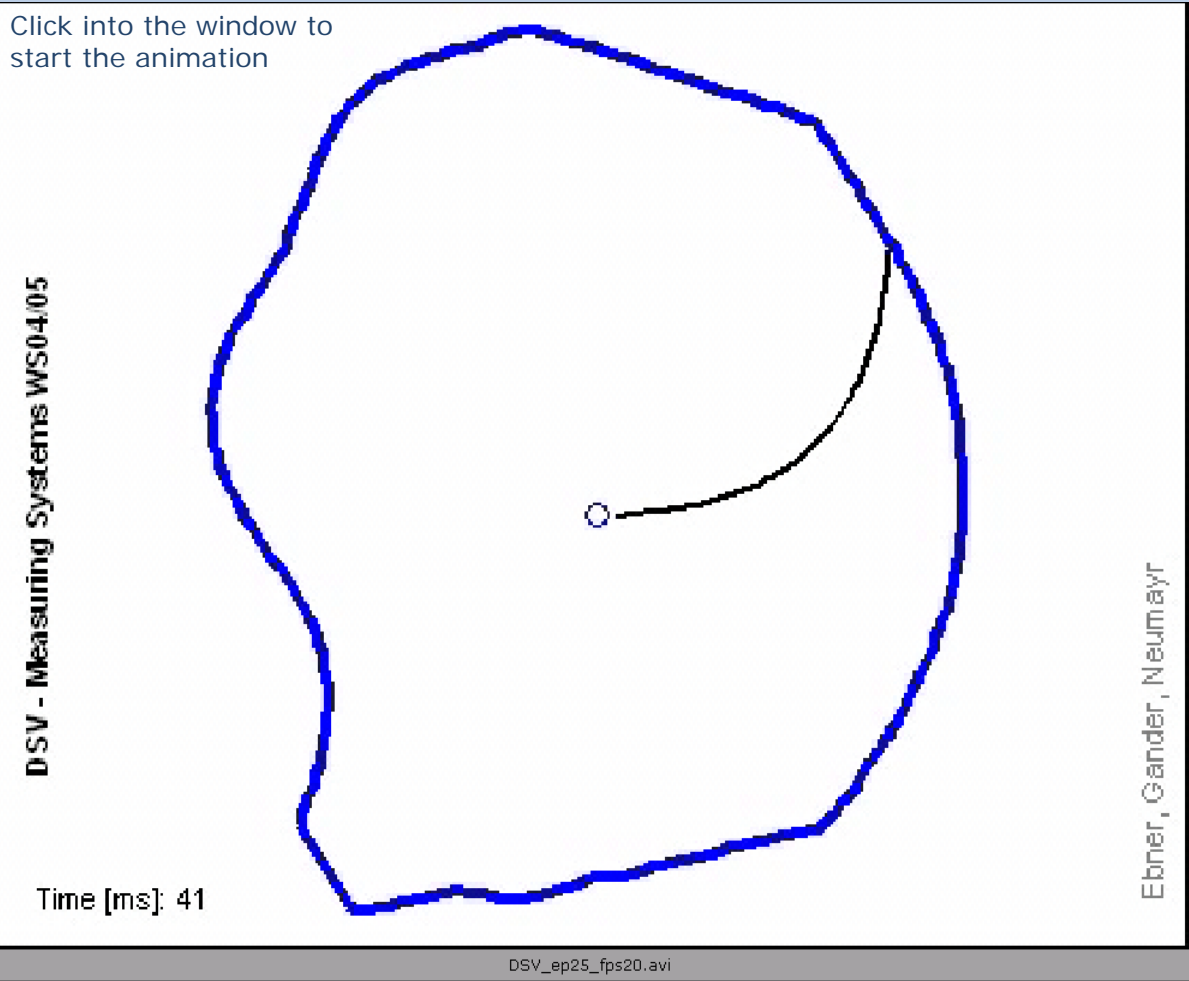 Click into the window to
start the animation
DSV - Measuring Systems WS04/05
Ebner, Gander, Neumayr
Time [ms]: 41
DSV_ep25_fps20.avi